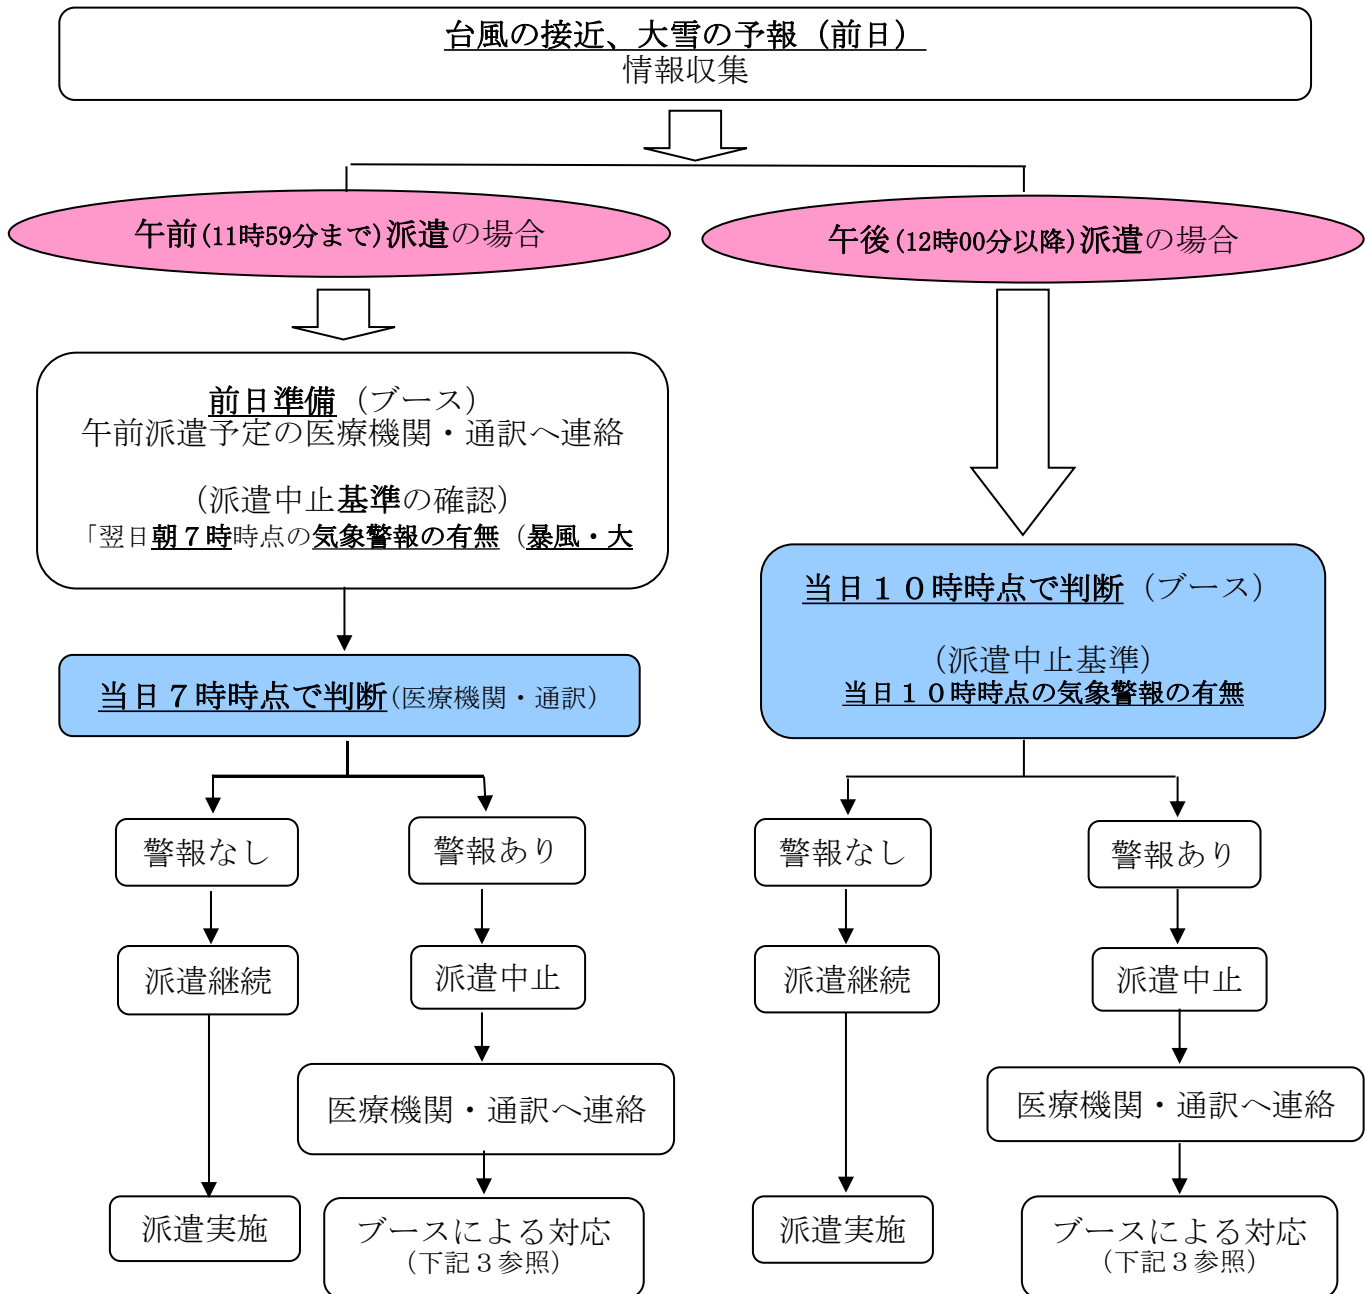 台風の接近、大雪の予報（前日）
情報収集
午前(11時59分まで)派遣の場合
午後(12時00分以降)派遣の場合
前日準備（ブース）
午前派遣予定の医療機関・通訳へ連絡
（派遣中止基準の確認）
「翌日朝７時時点の気象警報の有無（暴風・大
当日７時時点で判断(医療機関・通訳)
当日１０時時点で判断（ブース）
（派遣中止基準）
当日１０時時点の気象警報の有無
警報なし
警報あり
警報なし
警報あり
派遣継続
派遣中止
派遣継続
派遣中止
医療機関・通訳へ連絡
医療機関・通訳へ連絡
派遣実施
ブースによる対応
（下記３参照）
派遣実施
ブースによる対応
（下記３参照）